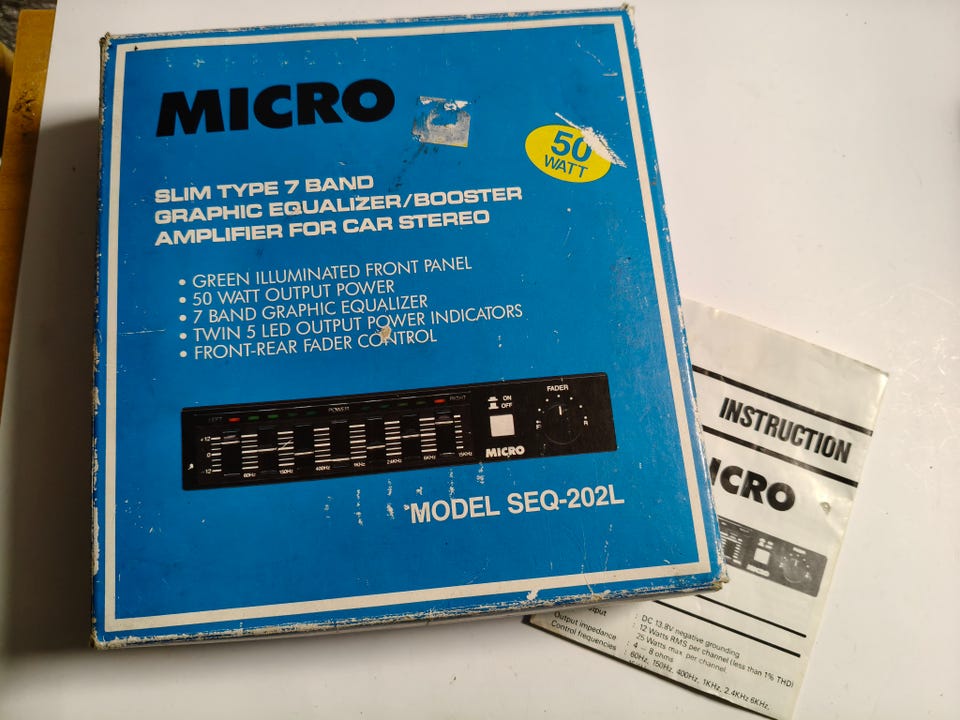 MICRO
50
WATT
SLIM TYPE 7 BAND
GRAPHIC EQUALIZER/BOOSTER
AMPLIFIER FOR CAR STEREO
• GREEN ILLUMINATED FRONT PANEL
• 50 WATT OUTPUT POWER
• 7 BAND GRAPHIC EQUALIZER
• TWIN 5 LED OUTPUT POWER INDICATORS
• FRONT-REAR FADER CONTROL
LEFT POWER RIGHT
ON
OFF
FADER
F R
+12
0
-12
60Hz 150Hz 400Hz 1KHz 2.4KHz 6KHz 15KHz
MICRO
MODEL SEQ-202L
INSTRUCTION
ICRO
MICRO
: DC 13.8V negative grounding
output : 12 Watts RMS per channel (less than 1% THD)
25 Watts max per channel
Output impedance : 4 – 8 ohms
Control frequencies : 60Hz, 150Hz, 400Hz, 1KHz, 2.4KHz 6KHz,